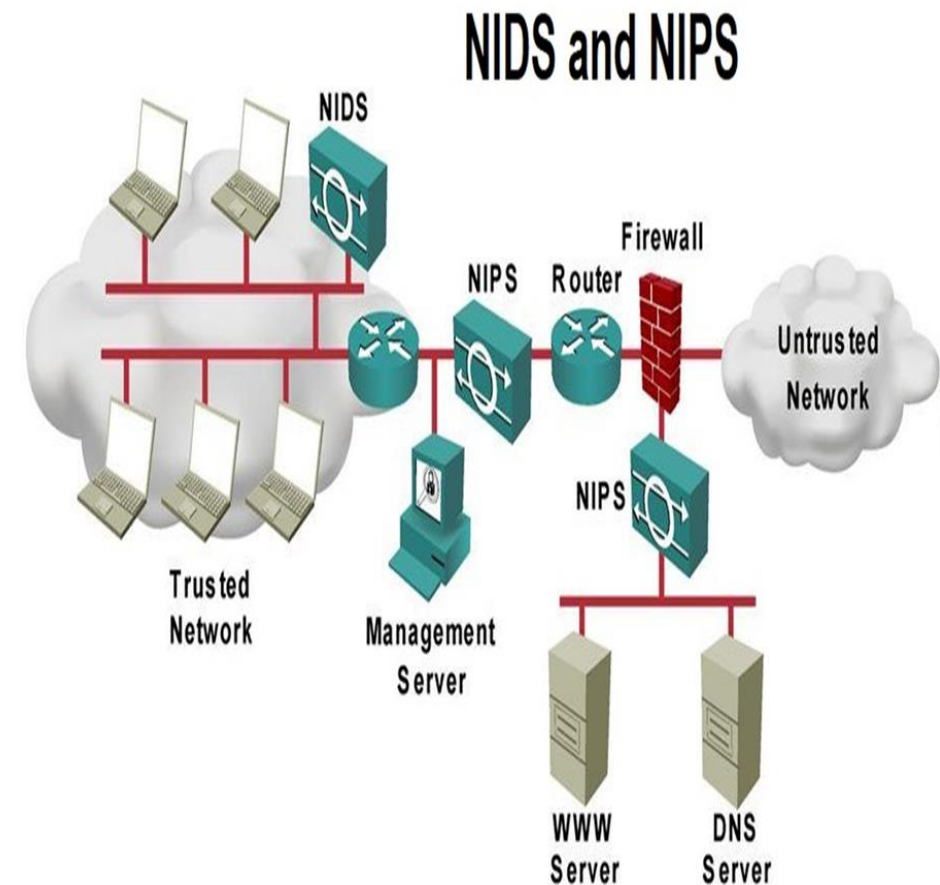 NIDS and NIPS
NIDS
Firewall
NIPS
Router
Untrusted
Network
NIPS
Trusted
Network
Management
Server
WWW
Server
DNS
Server